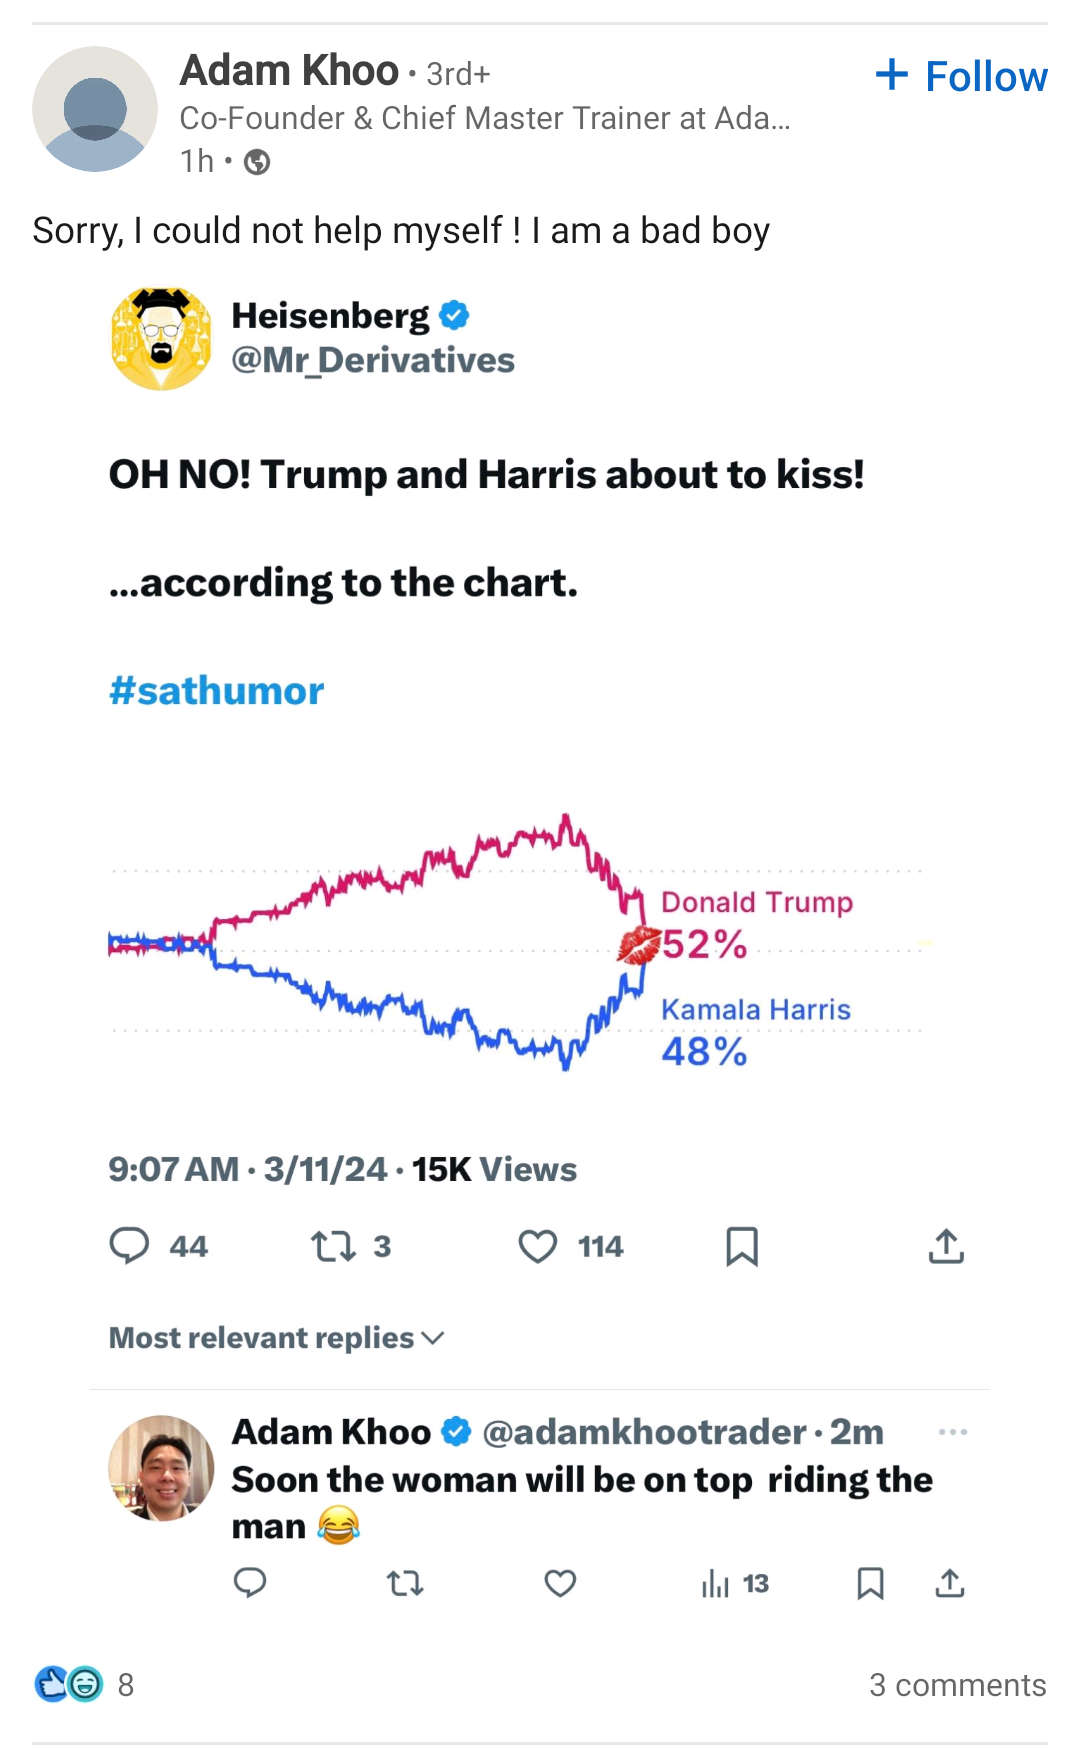 Adam Khoo • 3rd+
+ Follow
Co-Founder & Chief Master Trainer at Ada...
1h •
Sorry, I could not help myself ! I am a bad boy
Heisenberg
@Mr_Derivatives
OH NO! Trump and Harris about to kiss!
...according to the chart.
#sathumor
Donald Trump
52%
Kamala Harris
48%
9:07 AM · 3/11/24 · 15K Views
44 3 114
Most relevant replies
Adam Khoo @adamkhootrader · 2m ...
Soon the woman will be on top riding the
man 😂
13
8
3 comments